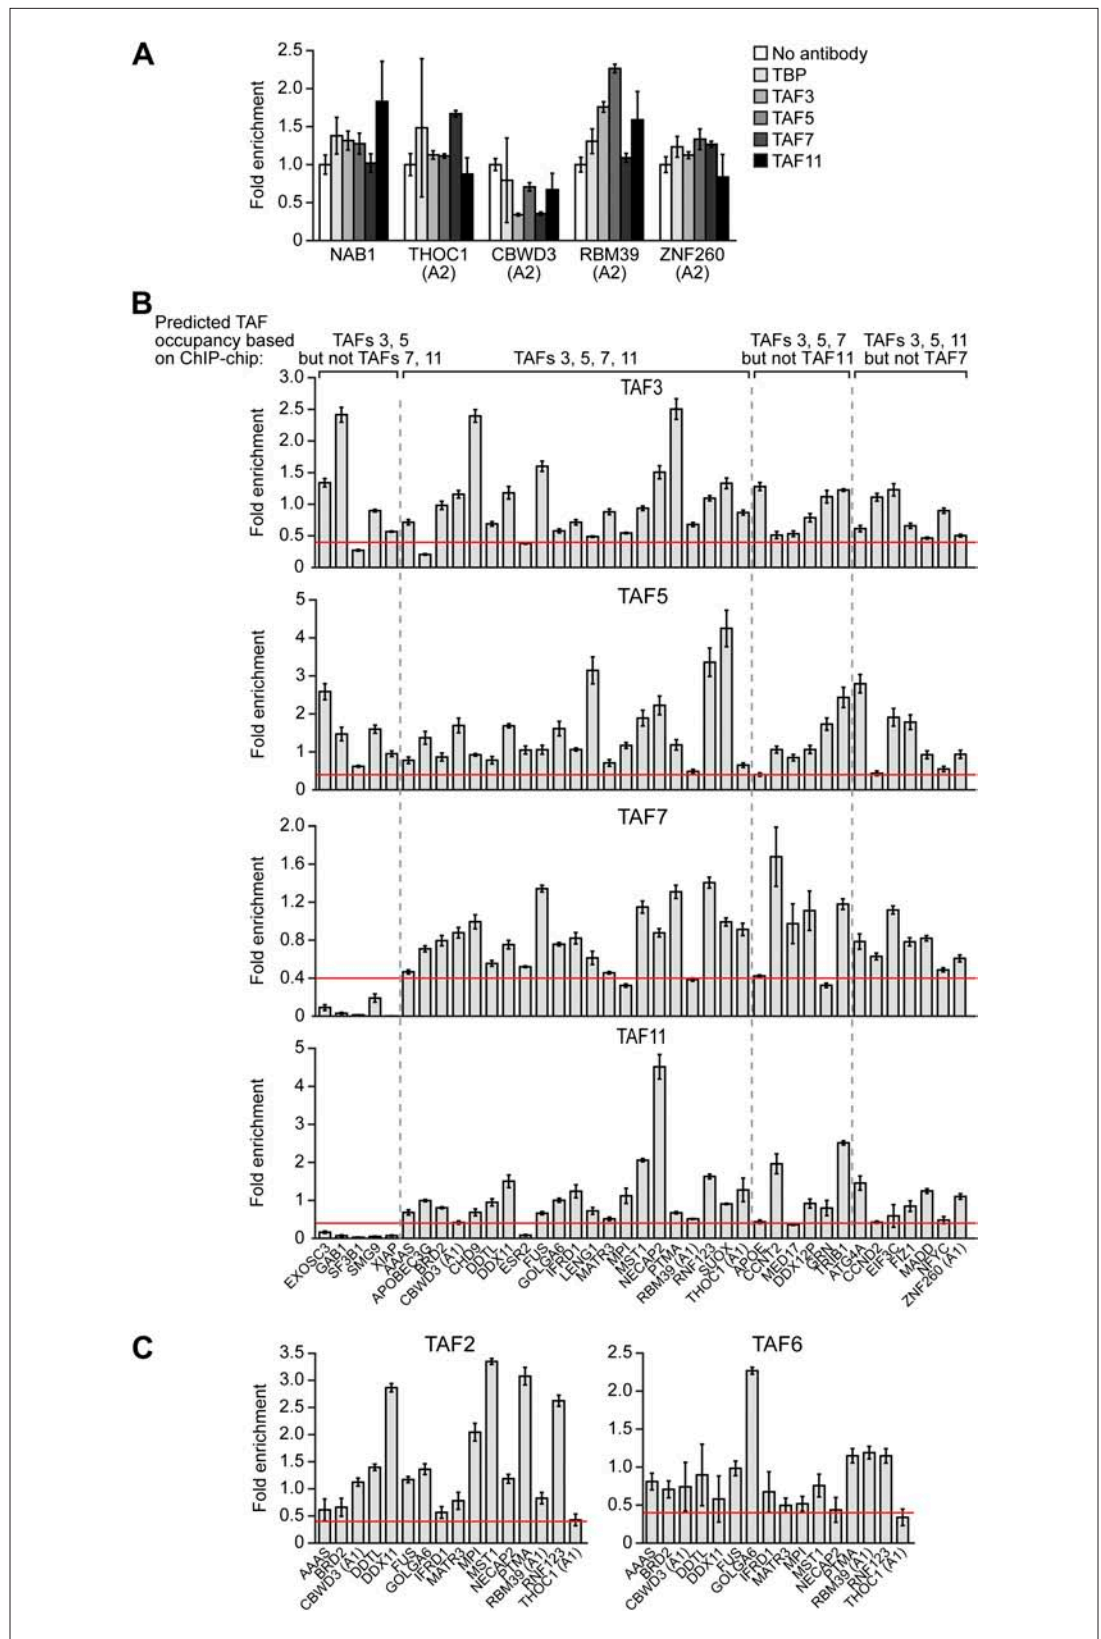 A
Fold enrichment
2.5
2.0
1.5
1.0
0.5
0
NAB1
THOC1
(A2)
CBWD3
(A2)
RBM39
(A2)
ZNF260
(A2)
No antibody
TBP
TAF3
TAF5
TAF7
TAF11
B
Predicted TAF
occupancy based
on ChIP-chip:
TAFs 3, 5
but not TAFs 7, 11
TAFs 3, 5, 7, 11
TAFs 3, 5, 7
but not TAF11
TAFs 3, 5, 11
but not TAF7
TAF3
Fold enrichment
3.0
2.5
2.0
1.5
1.0
0.5
0
TAF5
Fold enrichment
5
4
3
2
1
0
TAF7
Fold enrichment
2.0
1.6
1.2
0.8
0.4
0
TAF11
Fold enrichment
5
4
3
2
1
0
EXOSC3
GAB1
SF3B1
SMG9
XIAP
AAAS
APOBEC3G
BRD2
CBWD3 (A1)
CHD9
DDTL
DDX11
ESR2
FUS
GOLGA6
IFRD1
LENG1
MATR3
MPI
MST1
NECAP2
PTMA
RBM39 (A1)
RNF123
SUOX
THOC1 (A1)
APOE
CCNT2
MED17
DDX12P
GRN
TRIB1
ATG4A
CCND2
EIF3C
FIZ1
MADD
NFYC
ZNF260 (A1)
C
TAF2
Fold enrichment
3.5
3.0
2.5
2.0
1.5
1.0
0.5
0
AAAS
BRD2
CBWD3 (A1)
DDTL
DDX11
FUS
GOLGA6
IFRD1
MATR3
MPI
MST1
NECAP2
PTMA
RBM39 (A1)
RNF123
THOC1 (A1)
TAF6
2.5
2.0
1.5
1.0
0.5
0
AAAS
BRD2
CBWD3 (A1)
DDTL
DDX11
FUS
GOLGA6
IFRD1
MATR3
MPI
MST1
NECAP2
PTMA
RBM39 (A1)
RNF123
THOC1 (A1)